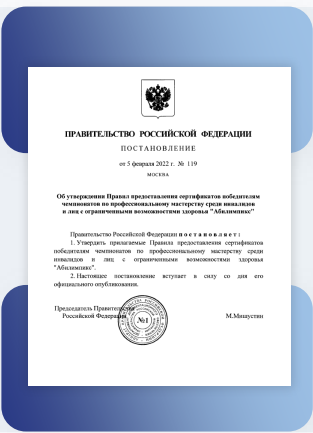 ПРАВИТЕЛЬСТВО РОССИЙСКОЙ ФЕДЕРАЦИИ
ПОСТАНОВЛЕНИЕ
от 5 февраля 2022 г. № 119
МОСКВА
Об утверждении Правил предоставления сертификатов победителям
чемпионатов по профессиональному мастерству среди инвалидов
и лиц с ограниченными возможностями здоровья "Абилимпикс"
Правительство Российской Федерации постановляет:
1. Утвердить прилагаемые Правила предоставления сертификатов
победителям чемпионатов по профессиональному мастерству среди
инвалидов и лиц с ограниченными возможностями здоровья
"Абилимпикс".
2. Настоящее постановление вступает в силу со дня его
официального опубликования.
Председатель Правительства
Российской Федерации
М.Мишустин
№1